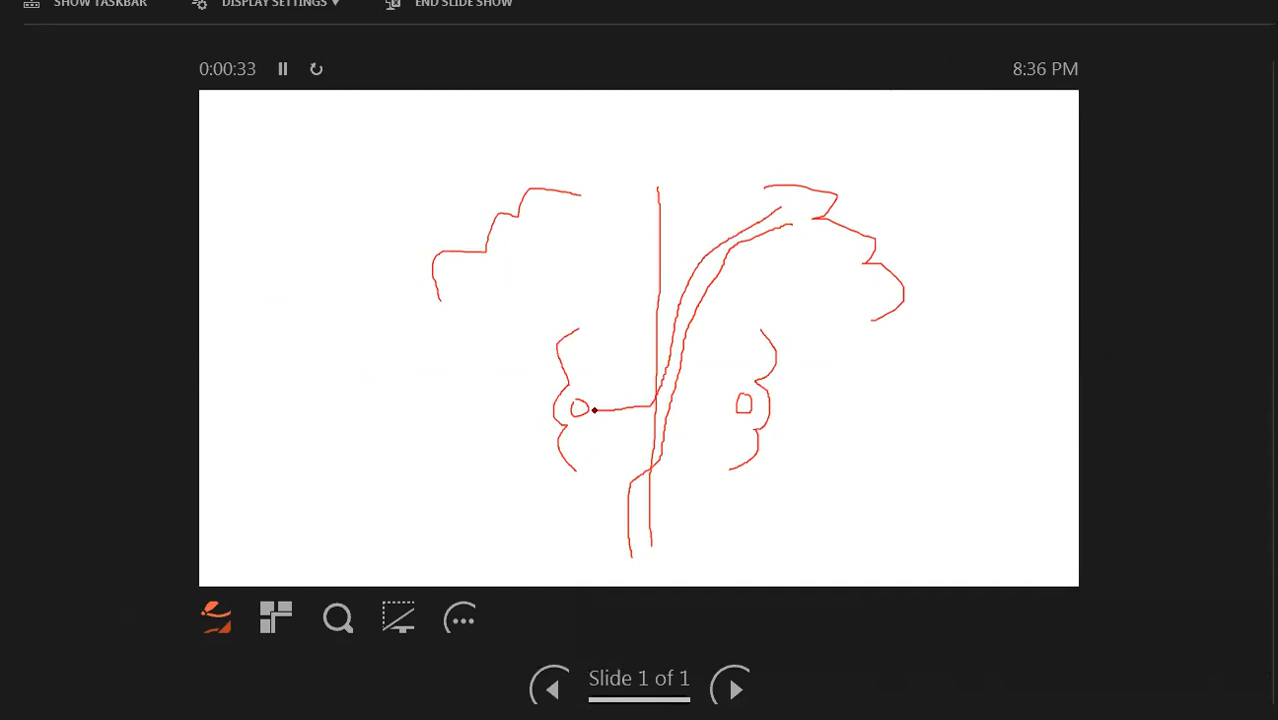 SHOW TASKBAR DISPLAY SETTINGS ▼ END SLIDE SHOW
0:00:33 8:36 PM
Slide 1 of 1